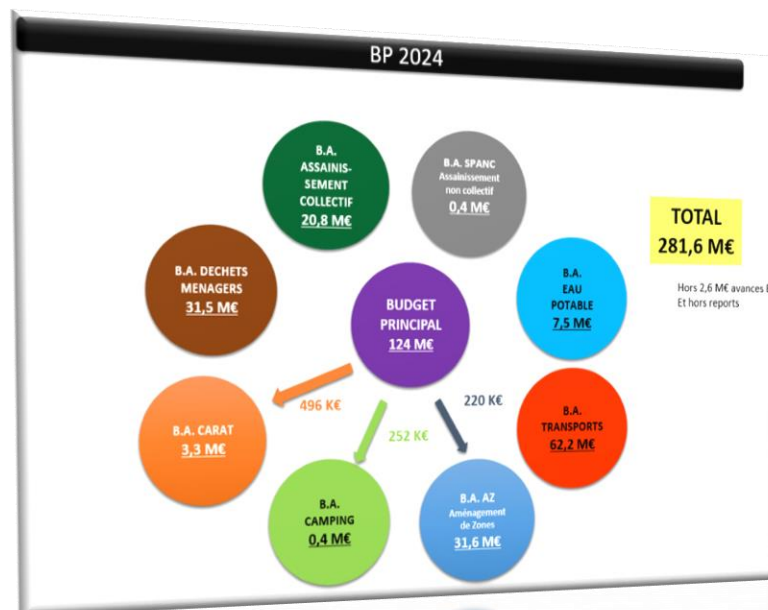 BP 2024
B.A.
ASSAINIS-
SEMENT
COLLECTIF
20,8 M€
B.A. SPANC
Assainissement
non collectif
0,4 M€
TOTAL
281,6 M€
Hors 2,6 M€ avances
Et hors reports
B.A. DECHETS
MENAGERS
31,5 M€
BUDGET
PRINCIPAL
124 M€
B.A.
EAU
POTABLE
7,5 M€
496 K€
252 K€
220 K€
B.A. CARAT
3,3 M€
B.A.
TRANSPORTS
62,2 M€
B.A.
CAMPING
0,4 M€
B.A. AZ
Aménagement
de Zones
31,6 M€